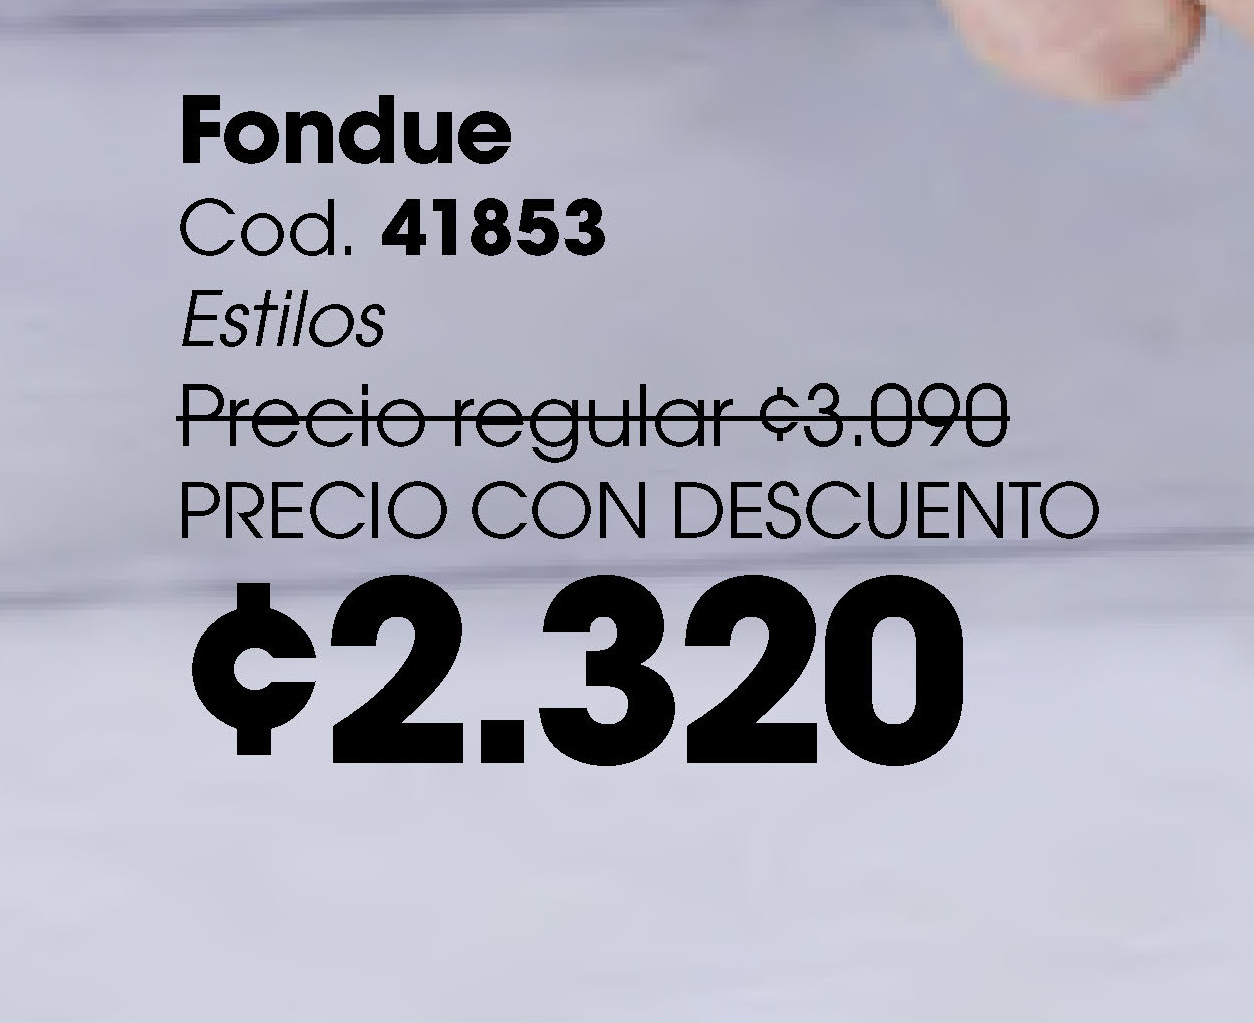 Fondue
Cod. 41853
Estilos
Precio regular ¢3.090
PRECIO CON DESCUENTO
¢2.320